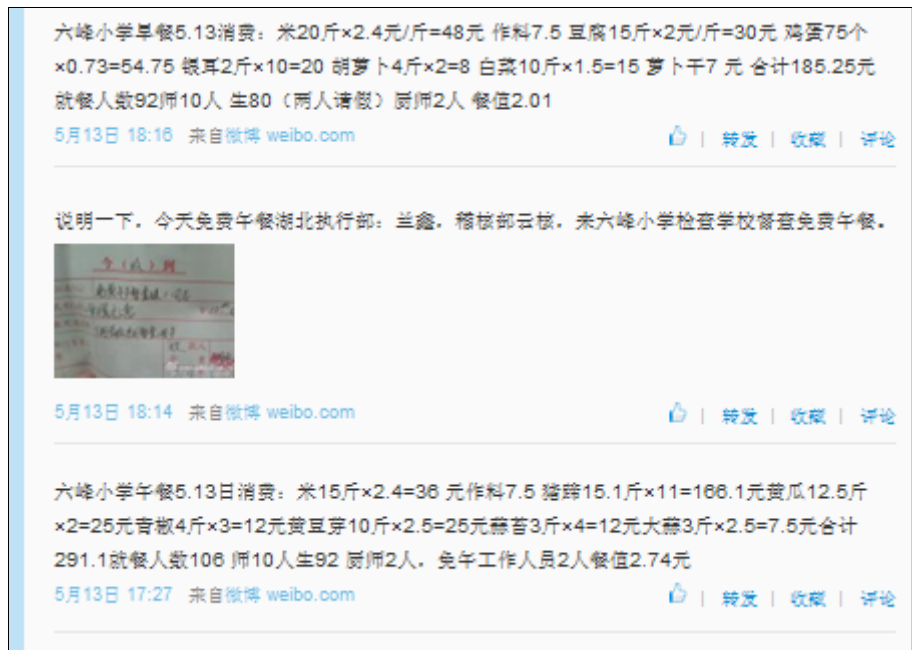 六峰小学早餐5.13消费：米20斤×2.4元/斤=48元 作料7.5 豆腐15斤×2元/斤=30元 鸡蛋75个
×0.73=54.75 银耳2斤×10=20 胡萝卜4斤×2=8 白菜10斤×1.5=15 萝卜干7 元 合计185.25元
就餐人数92师10人 生80（两人请假）厨师2人 餐值2.01
5月13日 18:16 来自微博 weibo.com 转发 | 收藏 | 评论
说明一下，今天免费午餐湖北执行部：兰鑫，稽核部云核，来六峰小学检查学校督查免费午餐。
今（收）到
5月13日 18:14 来自微博 weibo.com 转发 | 收藏 | 评论
六峰小学午餐5.13日消费：米15斤×2.4=36 元作料7.5 猪蹄15.1斤×11=166.1元黄瓜12.5斤
×2=25元青椒4斤×3=12元黄豆芽10斤×2.5=25元蒜苔3斤×4=12元大蒜3斤×2.5=7.5元合计
291.1就餐人数106 师10人生92 厨师2人，免午工作人员2人餐值2.74元
5月13日 17:27 来自微博 weibo.com 转发 | 收藏 | 评论